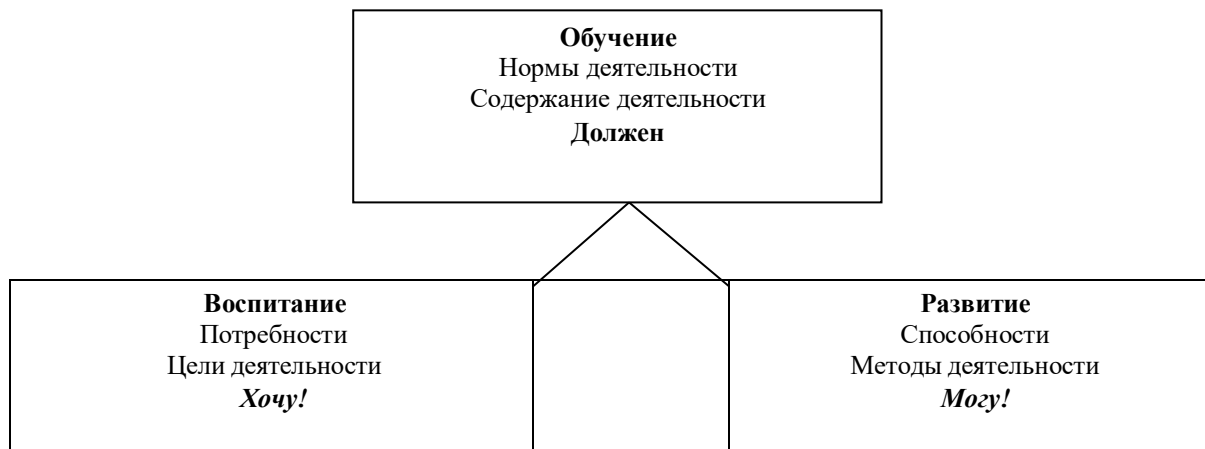 Обучение
Нормы деятельности
Содержание деятельности
Должен
Воспитание
Потребности
Цели деятельности
Хочу!
Развитие
Способности
Методы деятельности
Могу!